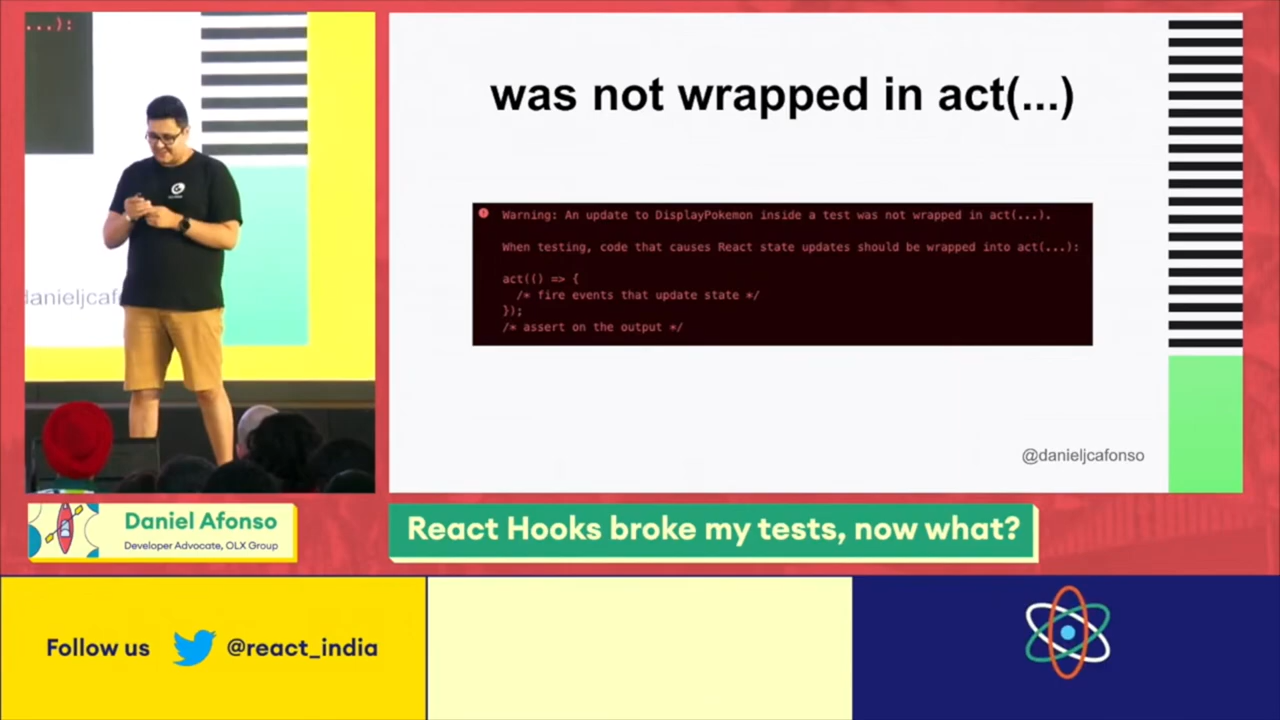 ...):
danieljcaf
was not wrapped in act(...)
Warning: An update to DisplayPokemon inside a test was not wrapped in act(...).
When testing, code that causes React state updates should be wrapped into act(...):
act(() => {
/* fire events that update state */
});
/* assert on the output */
@danieljcafonso
Daniel Afonso
Developer Advocate, OLX Group
React Hooks broke my tests, now what?
Follow us
@react_india